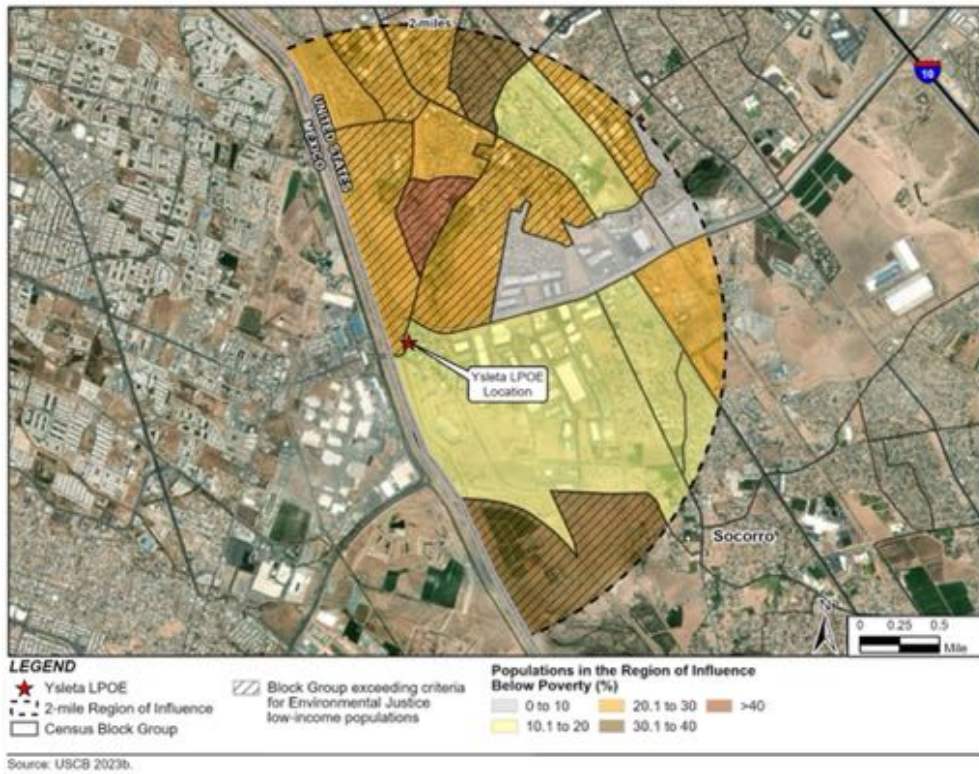 2 miles
10
UNITED STATES
MEXICO
Ysleta LPOE
Location
Socorro
N
0 0.25 0.5
Mile
LEGEND
Ysleta LPOE
2-mile Region of Influence
Census Block Group
Block Group exceeding criteria
for Environmental Justice
low-income populations
Populations in the Region of Influence
Below Poverty (%)
0 to 10
20.1 to 30
>40
10.1 to 20
30.1 to 40
Source: USCB 2023b.